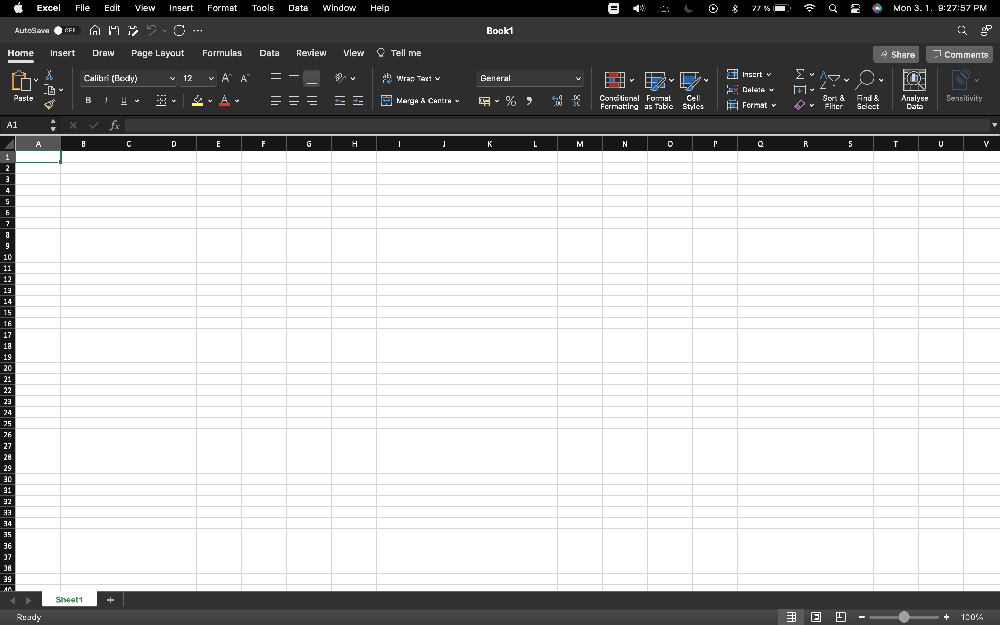 Excel File Edit View Insert Format Tools Data Window Help 77 % Mon 3. 1. 9:27:57 PM
AutoSave OFF Book1
Home Insert Draw Page Layout Formulas Data Review View Tell me Share Comments
Paste
Calibri (Body) 12
B I U
Wrap Text
Merge & Centre
General
Conditional Formatting
Format as Table
Cell Styles
Insert
Delete
Format
Sort & Filter
Find & Select
Analyse Data
Sensitivity
A1 fx
A B C D E F G H I J K L M N O P Q R S T U V
1
2
3
4
5
6
7
8
9
10
11
12
13
14
15
16
17
18
19
20
21
22
23
24
25
26
27
28
29
30
31
32
33
34
35
36
37
38
39
40
Sheet1
Ready 100%